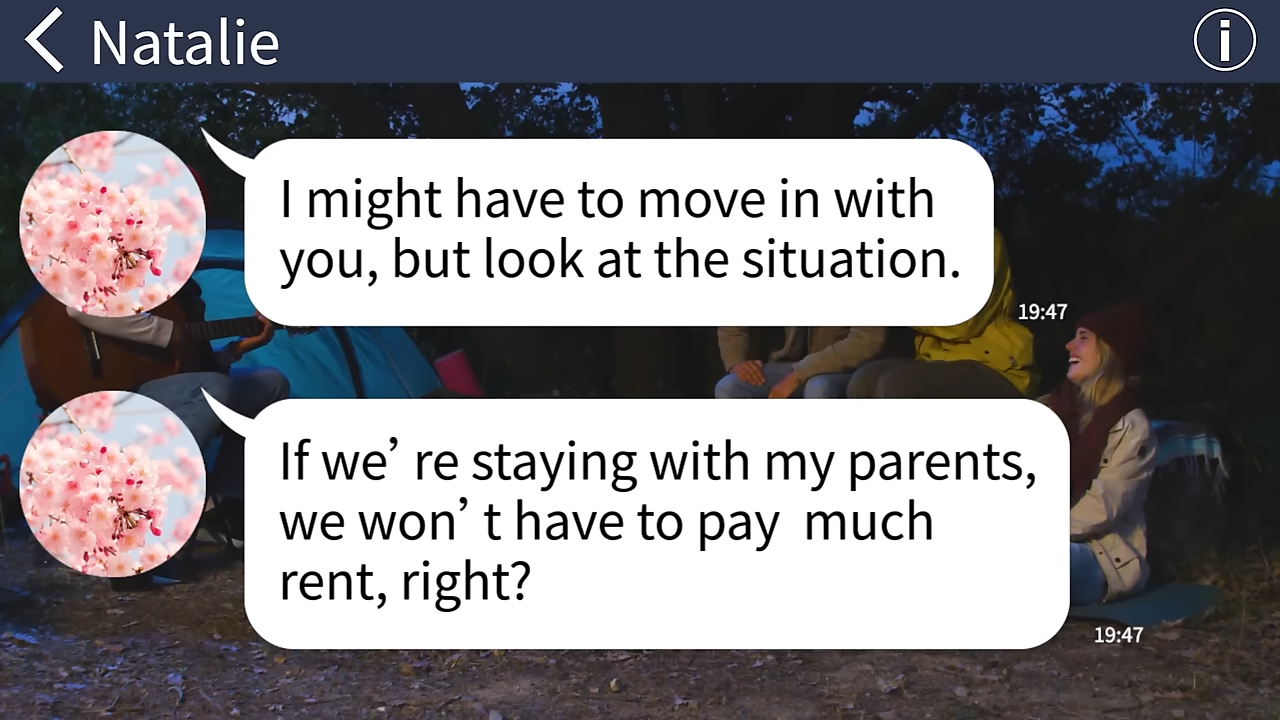 Natalie
I might have to move in with
you, but look at the situation.
19:47
If we’ re staying with my parents,
we won’ t have to pay  much
rent, right?
19:47